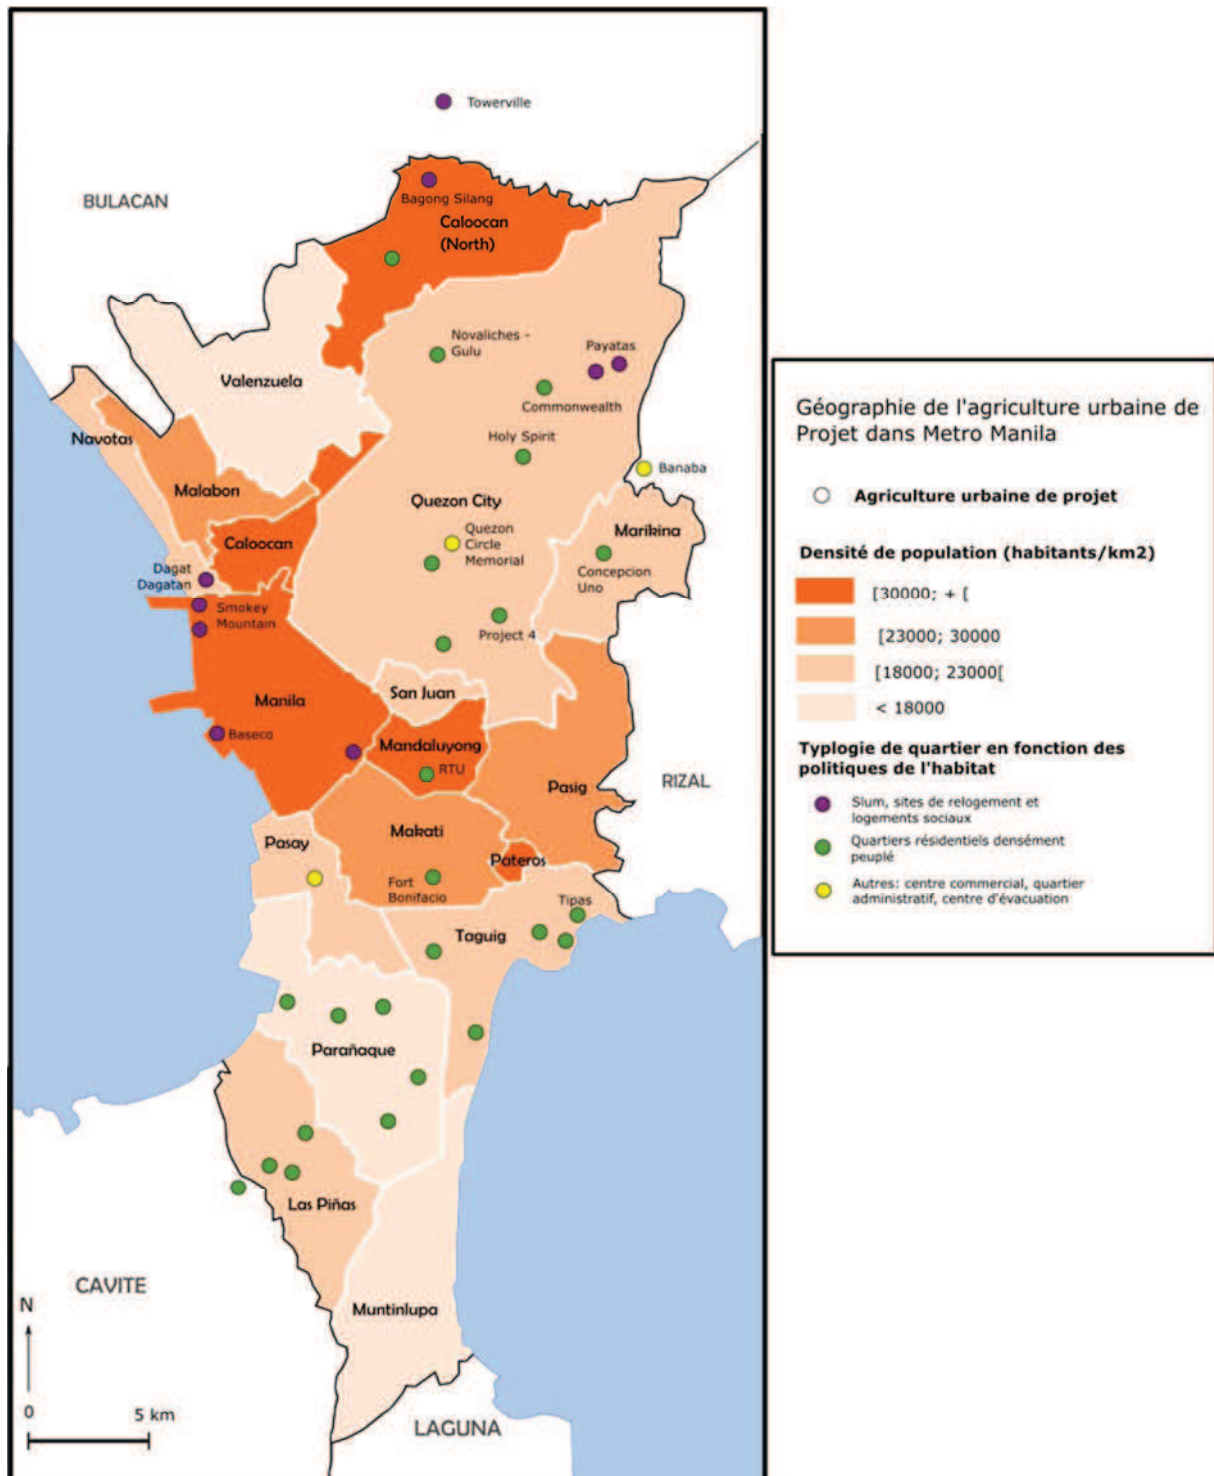 Towerville
BULACAN
Bagong Silang
Caloocan
(North)
Novaliches -
Gulu
Payatas
Valenzuela
Commonwealth
Navotas
Holy Spirit
Banaba
Malabon
Quezon City
Marikina
Caloocan
Quezon
Circle
Memorial
Dagat
Dagatan
Concepcion
Uno
Smokey
Mountain
Project 4
San Juan
Manila
Baseco
Mandaluyong
RTU
Pasig
RIZAL
Makati
Pasay
Pateros
Fort
Bonifacio
Tipas
Taguig
Parañaque
Las Piñas
CAVITE
Muntinlupa
N
0 5 km
LAGUNA
Géographie de l'agriculture urbaine de
Projet dans Metro Manila
Agriculture urbaine de projet
Densité de population (habitants/km2)
[30000; + [
[23000; 30000
[18000; 23000[
< 18000
Typlogie de quartier en fonction des
politiques de l'habitat
Slum, sites de relogement et
logements sociaux
Quartiers résidentiels densément
peuplé
Autres: centre commercial, quartier
administratif, centre d'évacuation